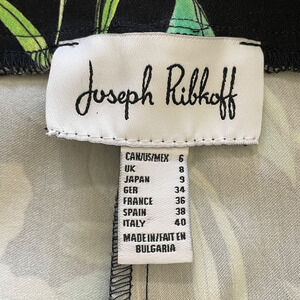 Joseph Ribkoff
CAN/US/MEX 6
UK 8
JAPAN 9
GER 34
FRANCE 36
SPAIN 38
ITALY 40
MADE IN/FAIT EN
BULGARIA